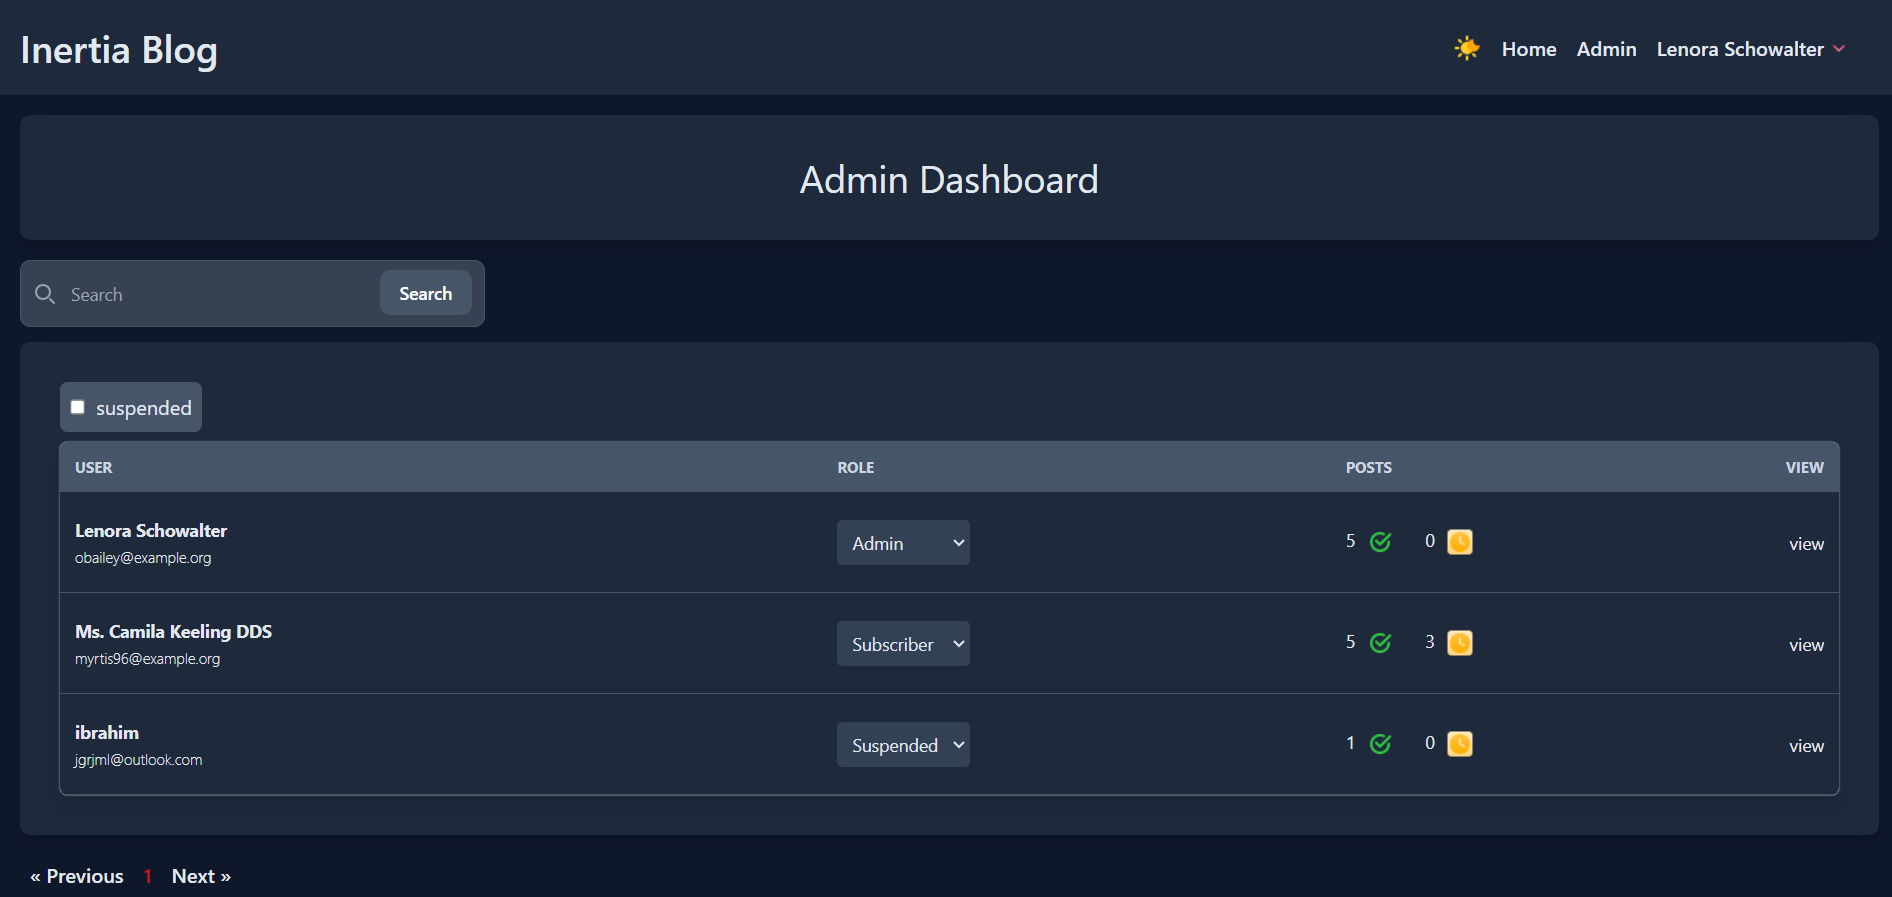 Inertia Blog
Home Admin Lenora Schowalter
Admin Dashboard
Search Search
suspended
USER ROLE POSTS VIEW
Lenora Schowalter
obailey@example.org
Admin 5 0 view
Ms. Camila Keeling DDS
myrtis96@example.org
Subscriber 5 3 view
ibrahim
jgrjml@outlook.com
Suspended 1 0 view
« Previous 1 Next »